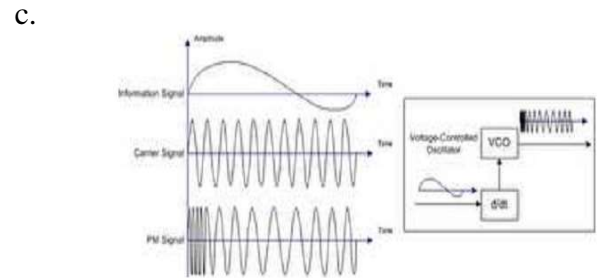 c.
Amplitude
Time
Information Signal
Time
Carrier Signal
Time
PM Signal
Voltage-Controlled
Oscillator
VCO
d/dt